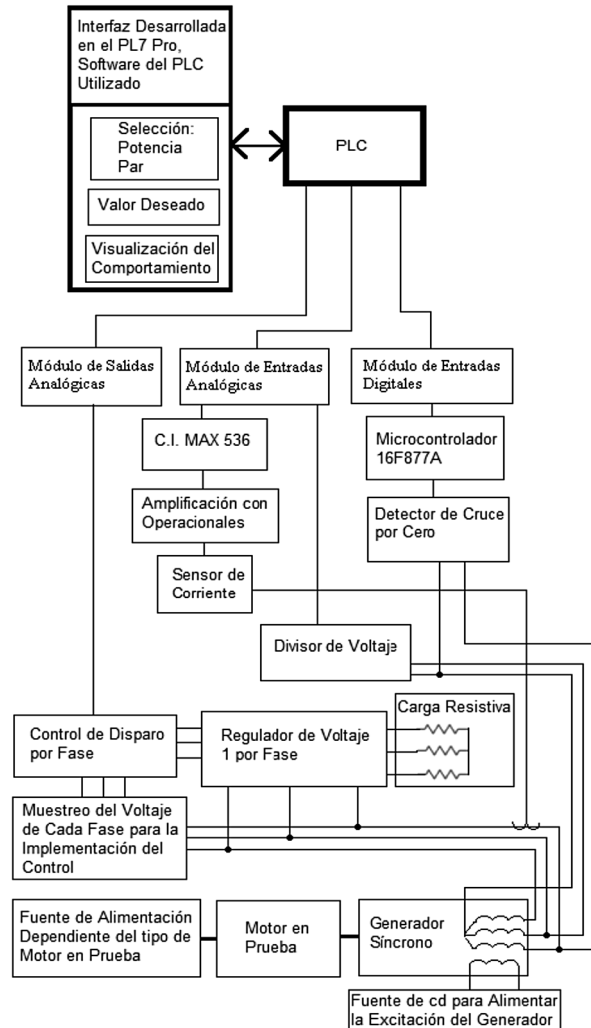 Interfaz Desarrollada
en el PL7 Pro,
Software del PLC
Utilizado
Selección:
Potencia
Par
Valor Deseado
Visualización del
Comportamiento
PLC
Módulo de Salidas
Analógicas
Módulo de Entradas
Analógicas
Módulo de Entradas
Digitales
C.I. MAX 536
Microcontrolador
16F877A
Amplificación con
Operacionales
Detector de Cruce
por Cero
Sensor de
Corriente
Divisor de Voltaje
Carga Resistiva
Control de Disparo
por Fase
Regulador de Voltaje
1 por Fase
Muestreo del Voltaje
de Cada Fase para la
Implementación del
Control
Fuente de Alimentación
Dependiente del tipo de
Motor en Prueba
Motor en
Prueba
Generador
Síncrono
Fuente de cd para Alimentar
la Excitación del Generador